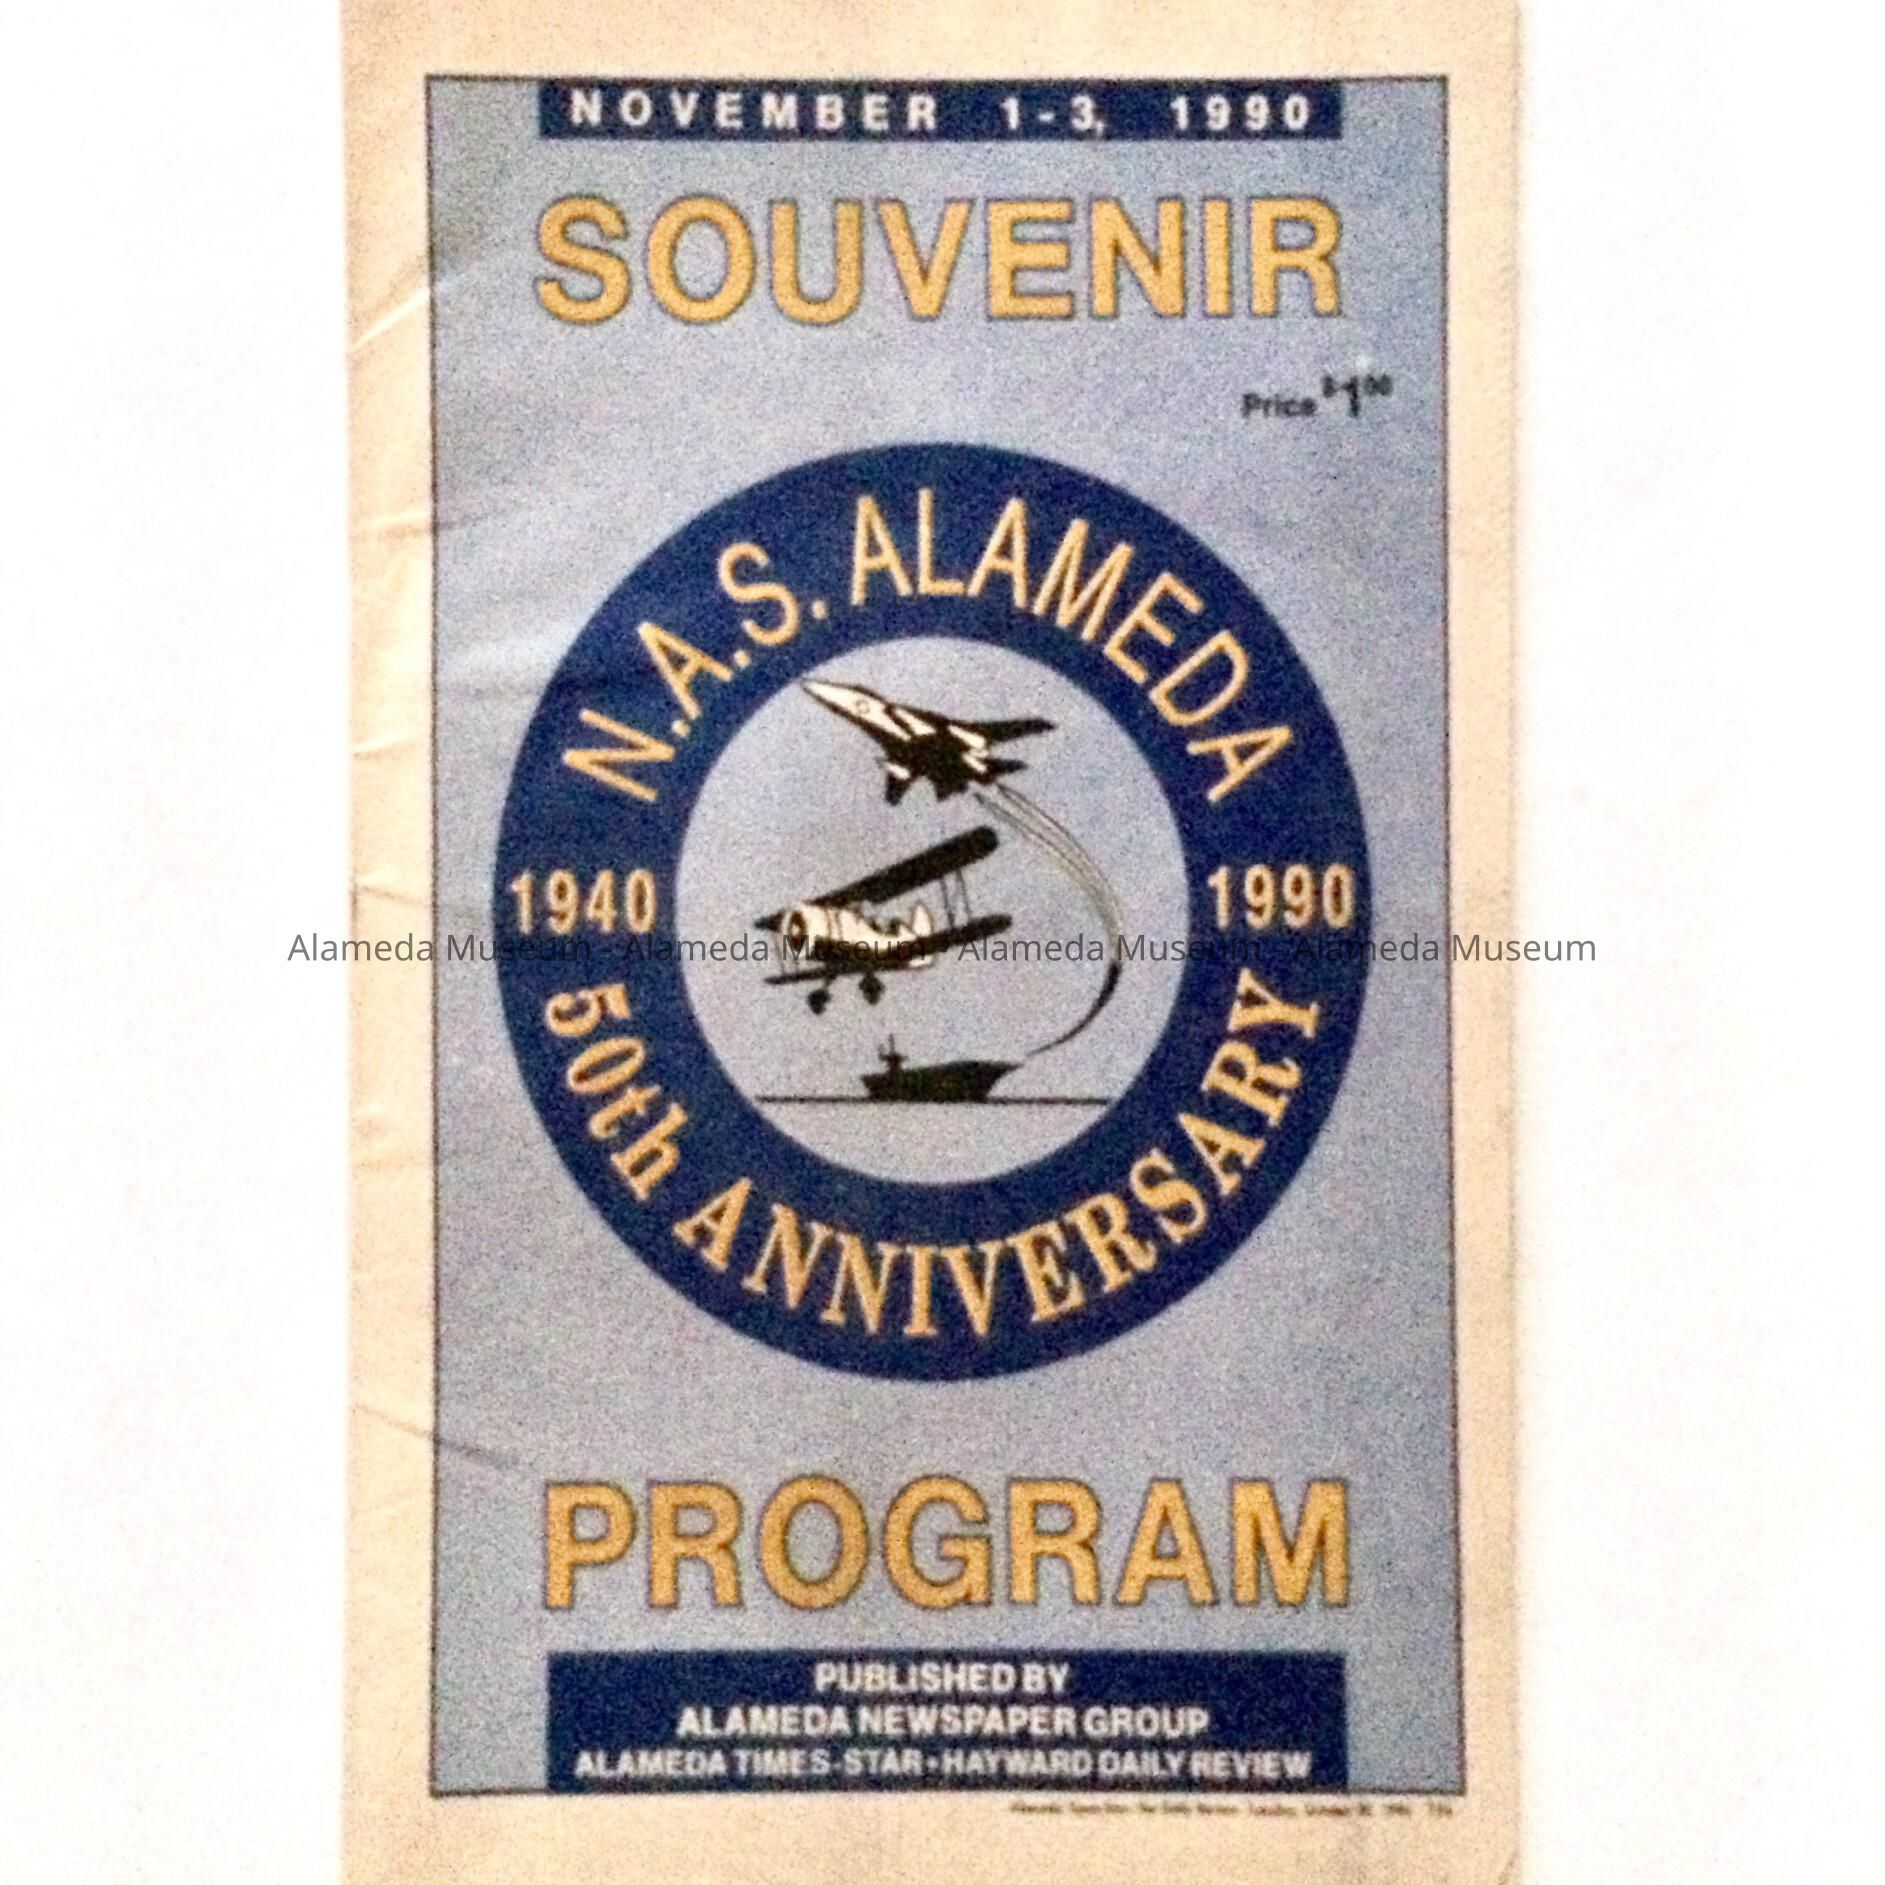 NOVEMBER 1-3, 1990
SOUVENIR
Price $1.00
N.A.S. ALAMEDA
1940 1990
Alameda Museum - Alameda Museum - Alameda Museum - Alameda Museum
50th ANNIVERSARY
PROGRAM
PUBLISHED BY
ALAMEDA NEWSPAPER GROUP
ALAMEDA TIMES-STAR•HAYWARD DAILY REVIEW